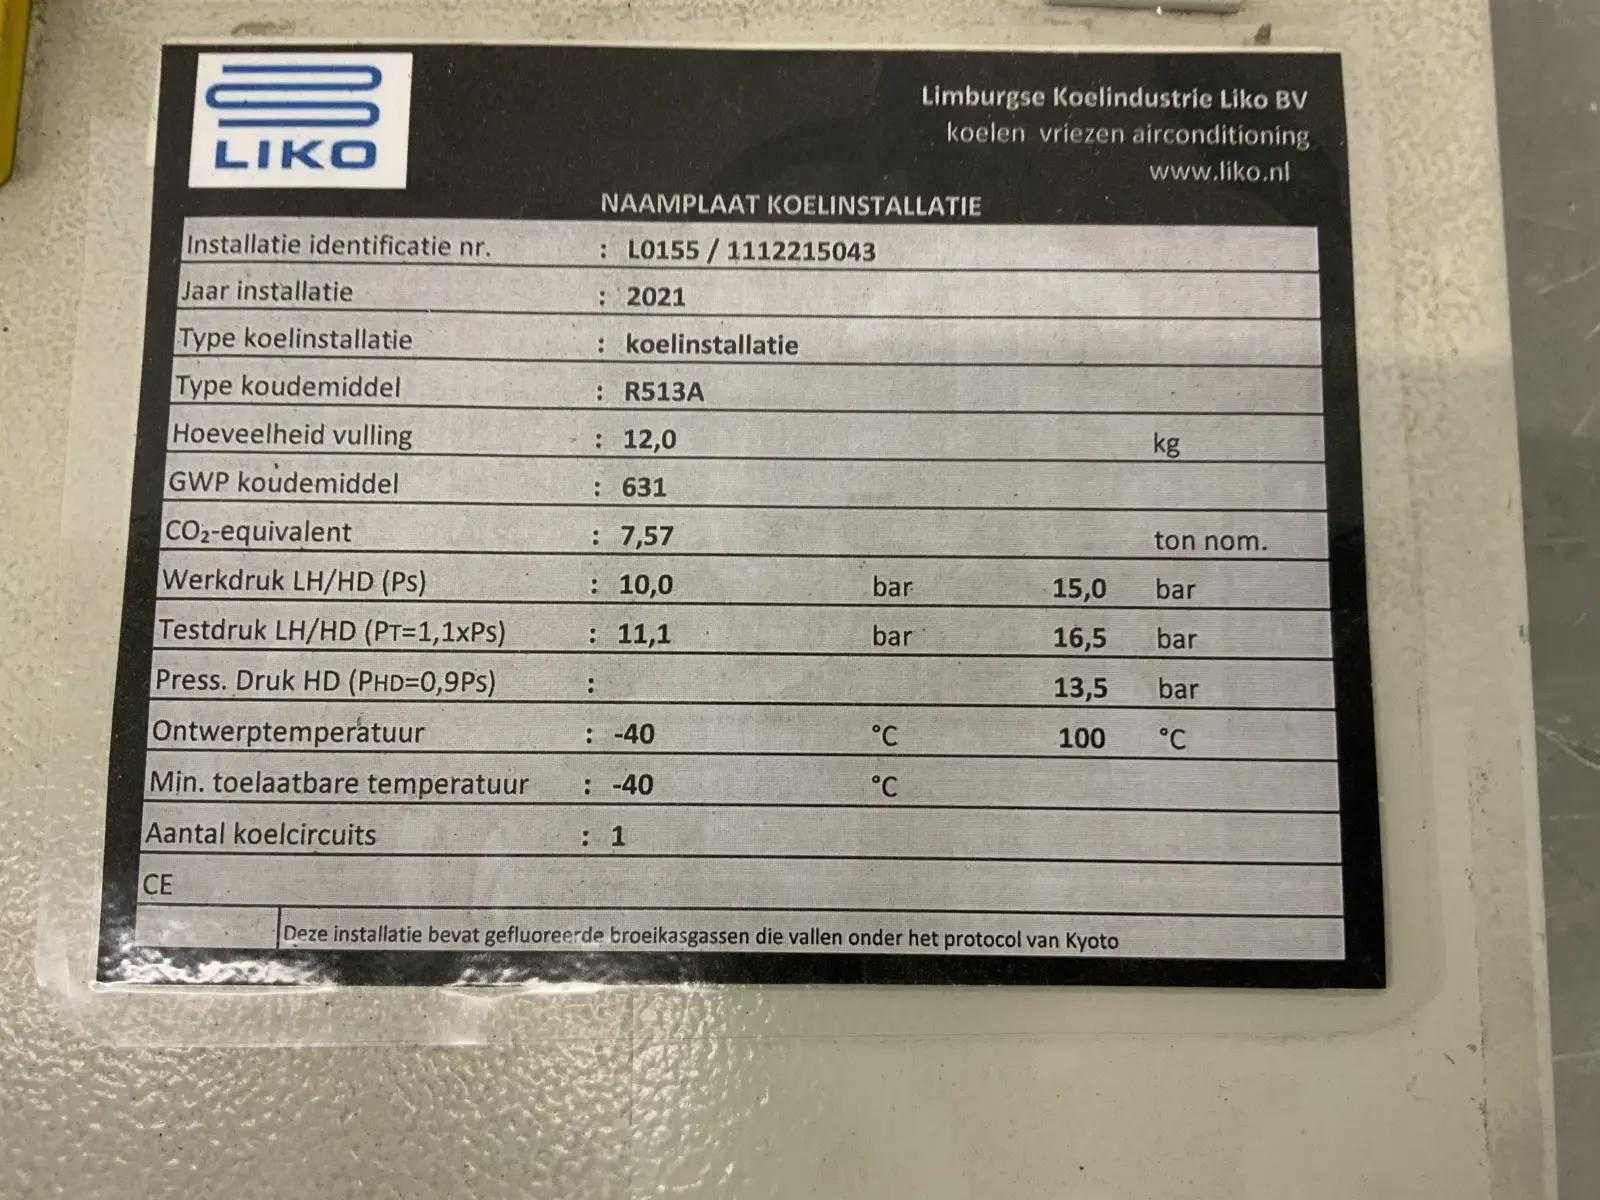 LIKO
Limburgse Koelindustrie Liko BV
koelen vriezen airconditioning
www.liko.nl
NAAMPLAAT KOELINSTALLATIE
Installatie identificatie nr. : L0155 / 1112215043
Jaar installatie : 2021
Type koelinstallatie : koelinstallatie
Type koudemiddel : R513A
Hoeveelheid vulling : 12,0 kg
GWP koudemiddel : 631
CO₂-equivalent : 7,57 ton nom.
Werkdruk LH/HD (Ps) : 10,0 bar 15,0 bar
Testdruk LH/HD (PT=1,1xPs) : 11,1 bar 16,5 bar
Press. Druk HD (PHD=0,9Ps) : 13,5 bar
Ontwerptemperatuur : -40 °C 100 °C
Min. toelaatbare temperatuur : -40 °C
Aantal koelcircuits : 1
CE
Deze installatie bevat gefluoreerde broeikasgassen die vallen onder het protocol van Kyoto